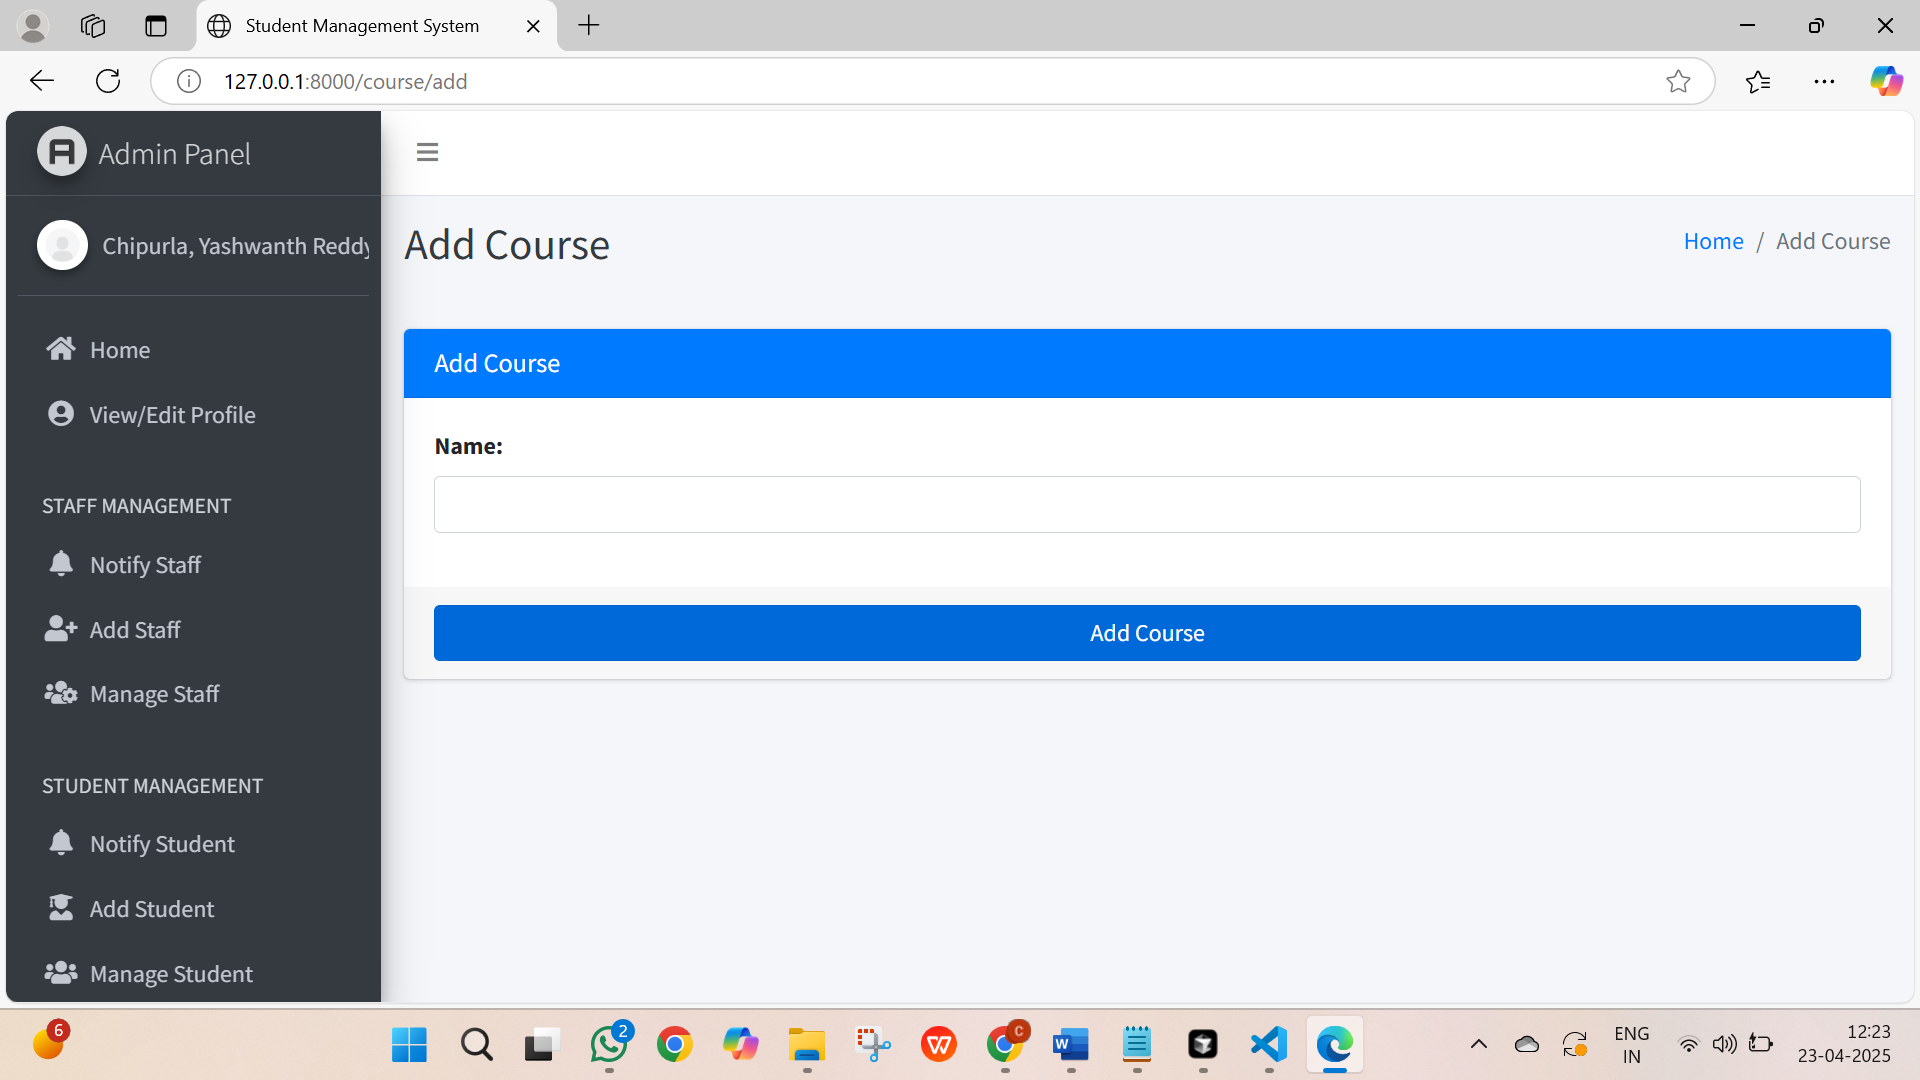 Student Management System
127.0.0.1:8000/course/add
Admin Panel
Chipurla, Yashwanth Reddy
Add Course
Home / Add Course
Home
View/Edit Profile
STAFF MANAGEMENT
Notify Staff
Add Staff
Manage Staff
STUDENT MANAGEMENT
Notify Student
Add Student
Manage Student
Add Course
Name:
Add Course
6
2
C
W
ENG
IN
12:23
23-04-2025